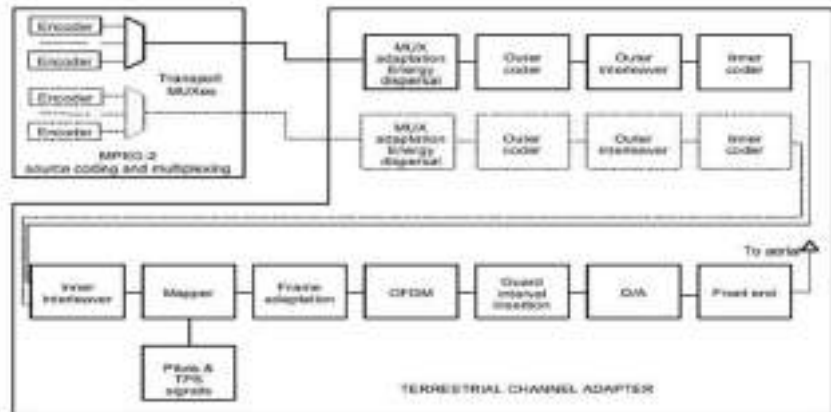 Encoder
Encoder
Encoder
Encoder
Transport
MUXes
MPEG-2
source coding and multiplexing
MUX
adaptation
Energy
dispersal
Outer
coder
Outer
interleaver
Inner
coder
MUX
adaptation
Energy
dispersal
Outer
coder
Outer
interleaver
Inner
coder
To aerial
Inner
interleaver
Mapper
Frame
adaptation
OFDM
Guard
interval
insertion
D/A
Front end
Pilots &
TPS
signals
TERRESTRIAL CHANNEL ADAPTER